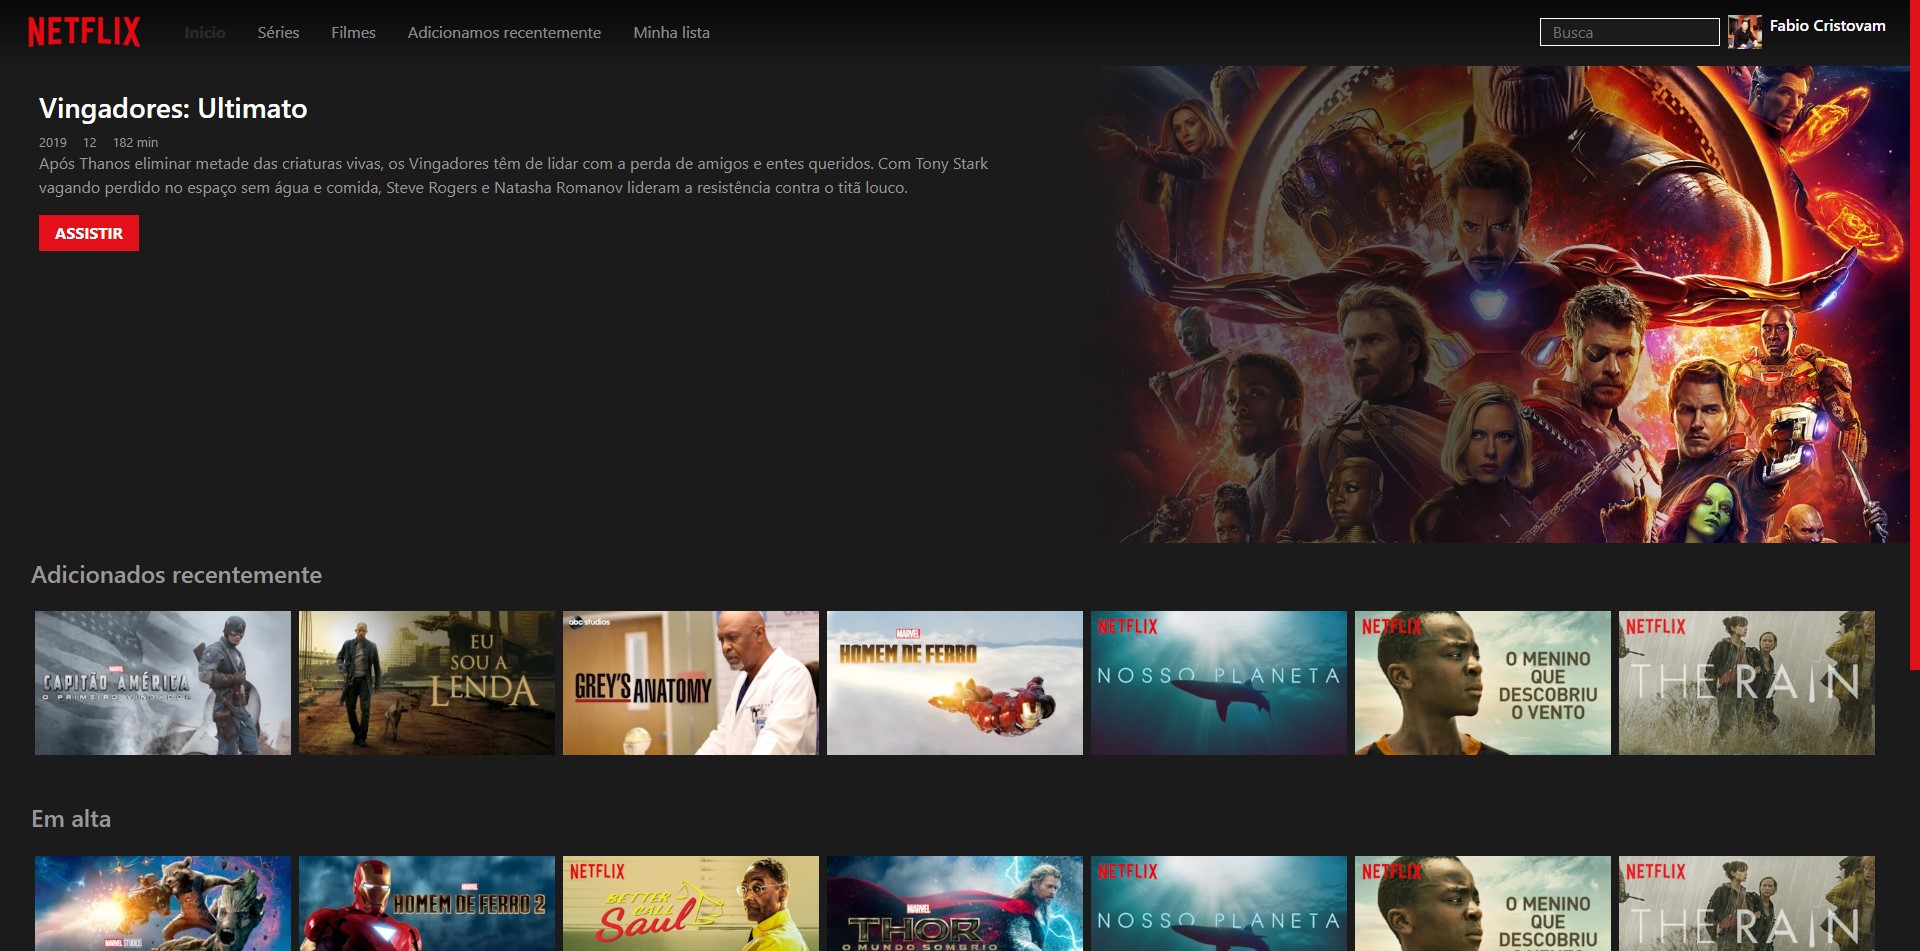 NETFLIX
Inicio
Séries
Filmes
Adicionamos recentemente
Minha lista
Busca
Fabio Cristovam
Vingadores: Ultimato
2019 12 182 min
Após Thanos eliminar metade das criaturas vivas, os Vingadores têm de lidar com a perda de amigos e entes queridos. Com Tony Stark
vagando perdido no espaço sem água e comida, Steve Rogers e Natasha Romanov lideram a resistência contra o titã louco.
ASSISTIR
Adicionados recentemente
MARVEL
CAPITÃO AMÉRICA
O PRIMEIRO VINGADOR
EU
SOU A
LENDA
abc studios
GREY'S ANATOMY
MARVEL
HOMEM DE FERRO
NETFLIX
NOSSO PLANETA
NETFLIX
O MENINO
QUE
DESCOBRIU
O VENTO
NETFLIX
THE RAIN
Em alta
MARVEL STUDIOS
MARVEL
HOMEM DE FERRO 2
NETFLIX
BETTER
CALL
Saul
MARVEL
THOR
O MUNDO SOMBRIO
NETFLIX
NOSSO PLANETA
NETFLIX
O MENINO
QUE
DESCOBRIU
NETFLIX
THE RAIN